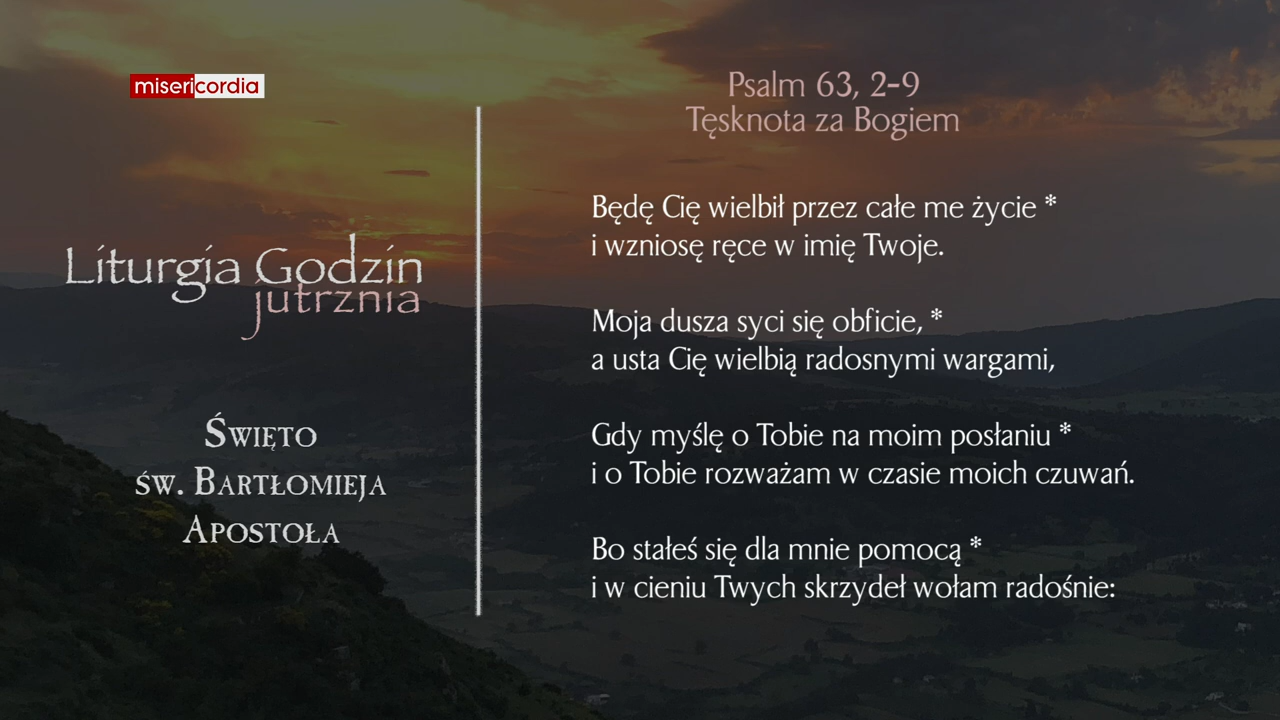 misericordia
Liturgia Godzin
jutrznia
Święto
św. Bartłomieja
Apostoła
Psalm 63, 2-9
Tęsknota za Bogiem
Będę Cię wielbił przez całe me życie *
i wzniosę ręce w imię Twoje.
Moja dusza syci się obficie, *
a usta Cię wielbią radosnymi wargami,
Gdy myślę o Tobie na moim posłaniu *
i o Tobie rozważam w czasie moich czuwań.
Bo stałeś się dla mnie pomocą *
i w cieniu Twych skrzydeł wołam radośnie: